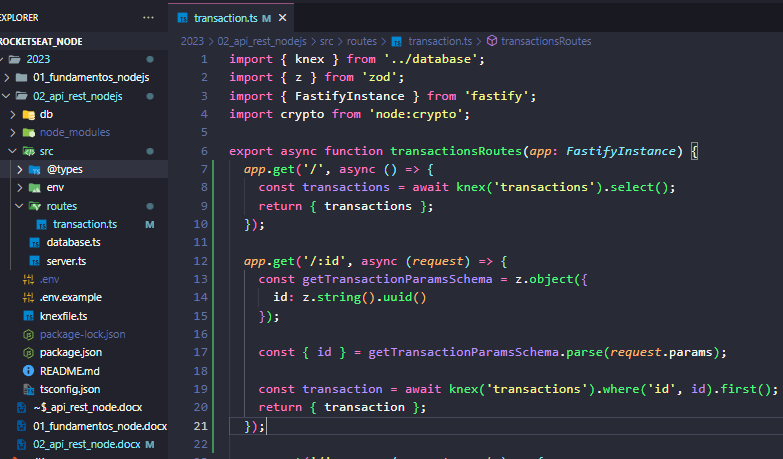 EXPLORER
ROCKETSEAT_NODE
2023
01_fundamentos_nodejs
02_api_rest_nodejs
db
node_modules
src
@types
env
routes
transaction.ts M
database.ts
server.ts
.env
.env.example
knexfile.ts
package-lock.json
package.json
README.md
tsconfig.json
~$_api_rest_node.docx
01_fundamentos_node.docx
02_api_rest_node.docx M
transaction.ts M
2023 > 02_api_rest_nodejs > src > routes > transaction.ts > transactionsRoutes
1 import { knex } from '../database';
2 import { z } from 'zod';
3 import { FastifyInstance } from 'fastify';
4 import crypto from 'node:crypto';
5
6 export async function transactionsRoutes(app: FastifyInstance) {
7 app.get('/', async () => {
8 const transactions = await knex('transactions').select();
9 return { transactions };
10 });
11
12 app.get('/:id', async (request) => {
13 const getTransactionParamsSchema = z.object({
14 id: z.string().uuid()
15 });
16
17 const { id } = getTransactionParamsSchema.parse(request.params);
18
19 const transaction = await knex('transactions').where('id', id).first();
20 return { transaction };
21 });
22